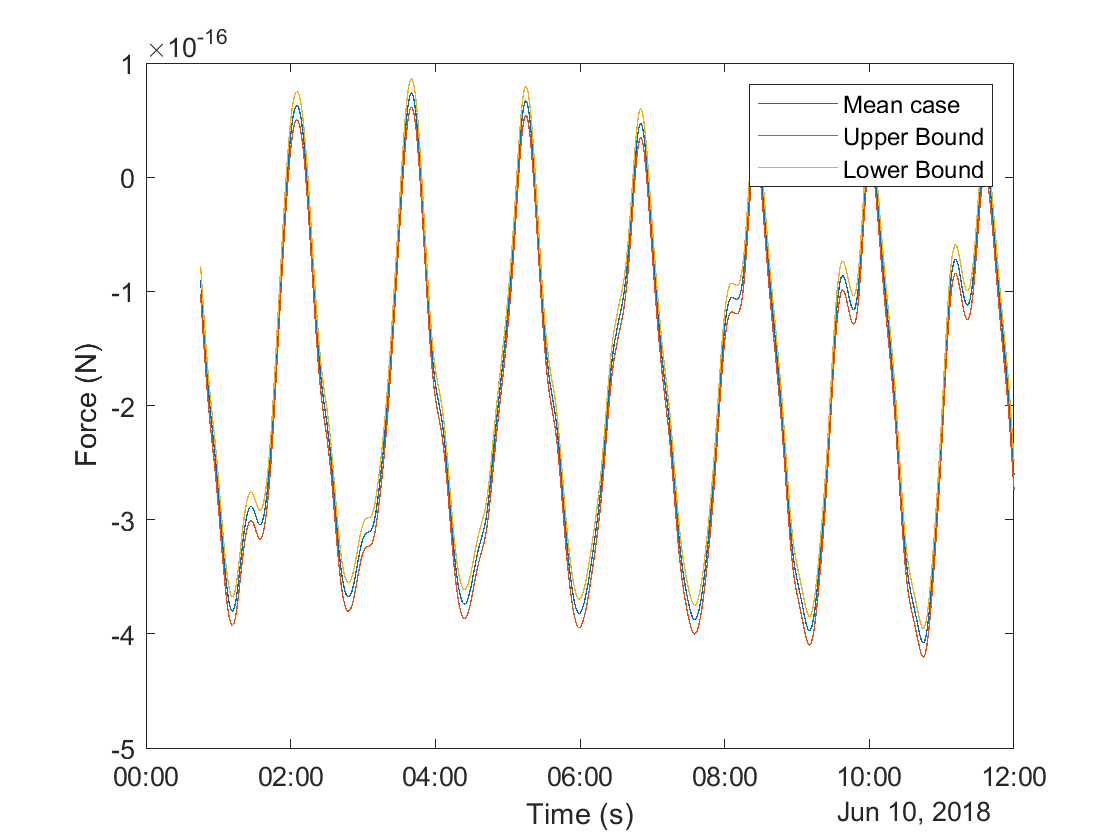 ×10-16
1
0
-1
-2
-3
-4
-5
Force (N)
Mean case
Upper Bound
Lower Bound
00:00 02:00 04:00 06:00 08:00 10:00 12:00
Time (s)
Jun 10, 2018